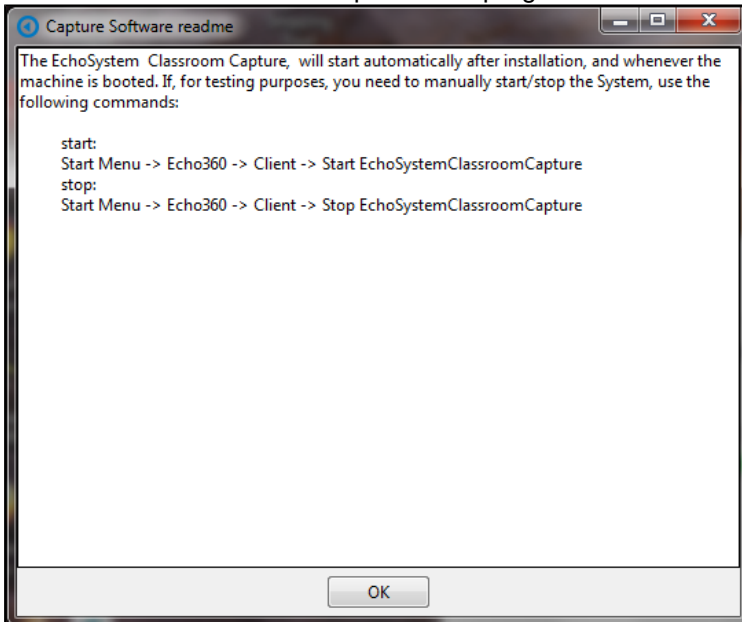 Capture Software readme
The EchoSystem  Classroom Capture,  will start automatically after installation, and whenever the
machine is booted. If, for testing purposes, you need to manually start/stop the System, use the
following commands:
start:
Start Menu -> Echo360 -> Client -> Start EchoSystemClassroomCapture
stop:
Start Menu -> Echo360 -> Client -> Stop EchoSystemClassroomCapture
OK